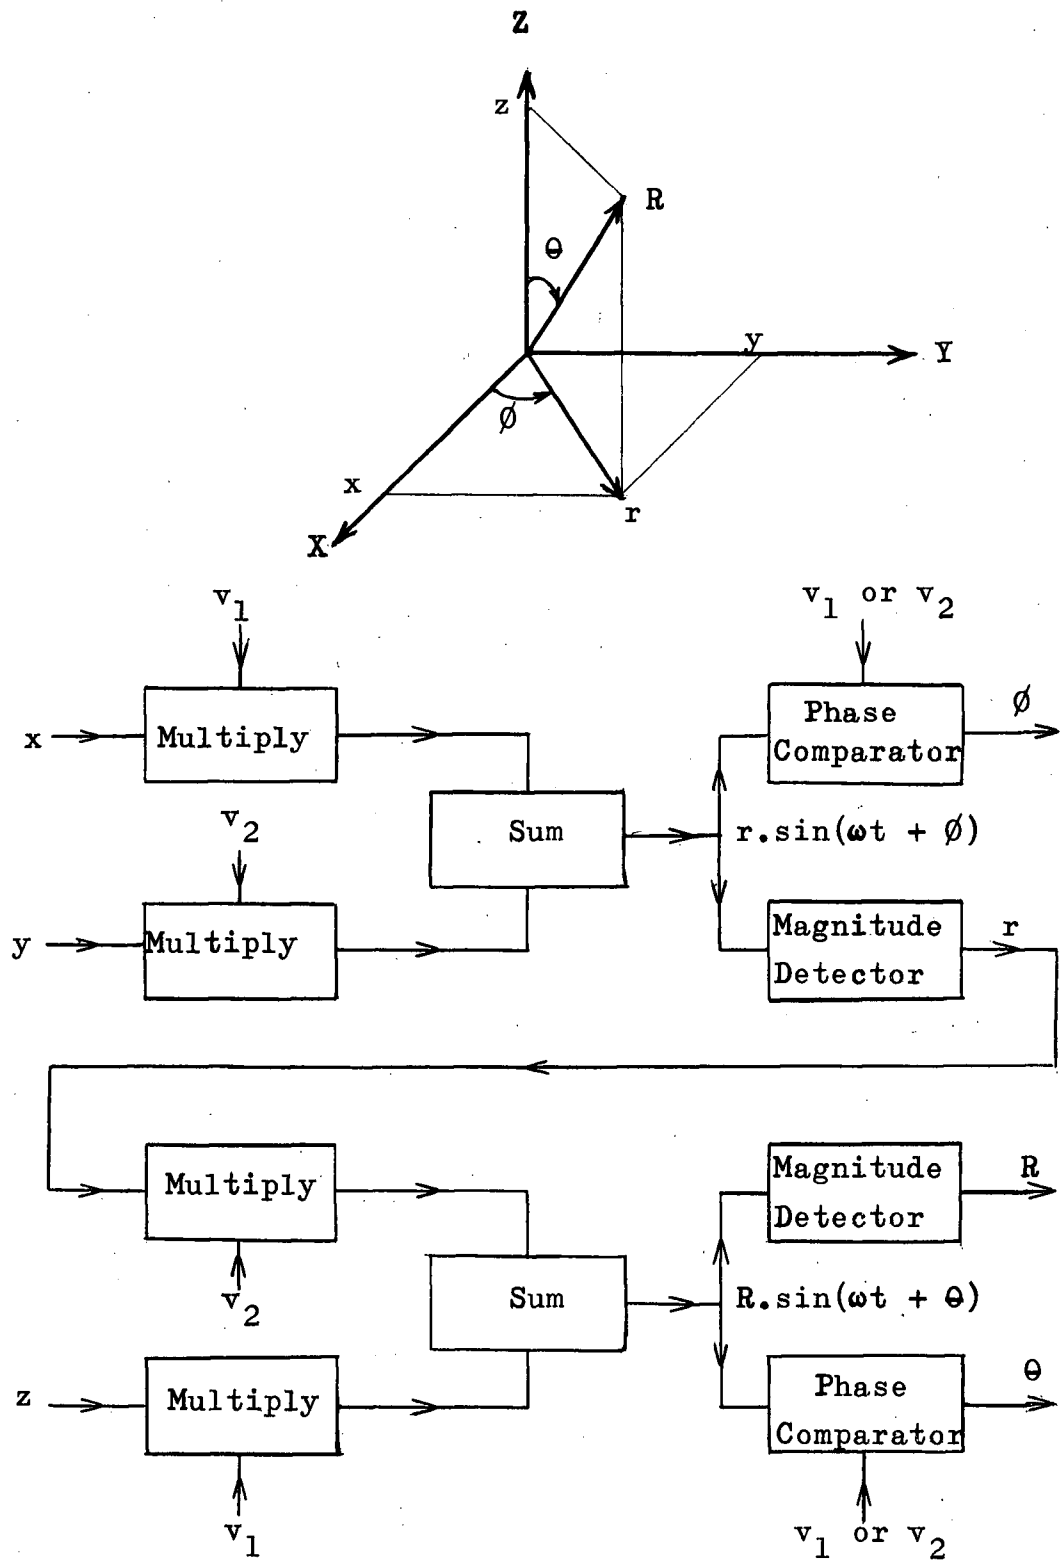 Z
z
R
θ
y
Y
ø
x
r
X
v1
v1 or v2
x
Multiply
Phase
Comparator
ø
v2
Sum
r.sin(ωt + ø)
y
Multiply
Magnitude
Detector
r
Multiply
Magnitude
Detector
R
v2
Sum
R.sin(ωt + θ)
z
Multiply
Phase
Comparator
θ
v1
v1 or v2